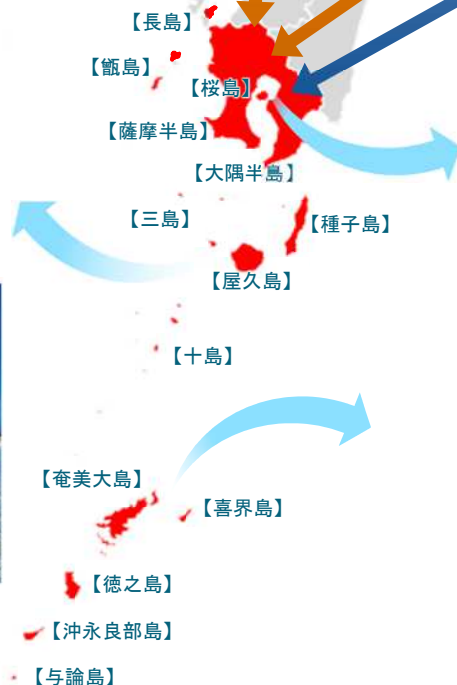 【長島】
【甑島】
【桜島】
【薩摩半島】
【大隅半島】
【三島】
【種子島】
【屋久島】
【十島】
【奄美大島】
【喜界島】
【徳之島】
【沖永良部島】
【与論島】